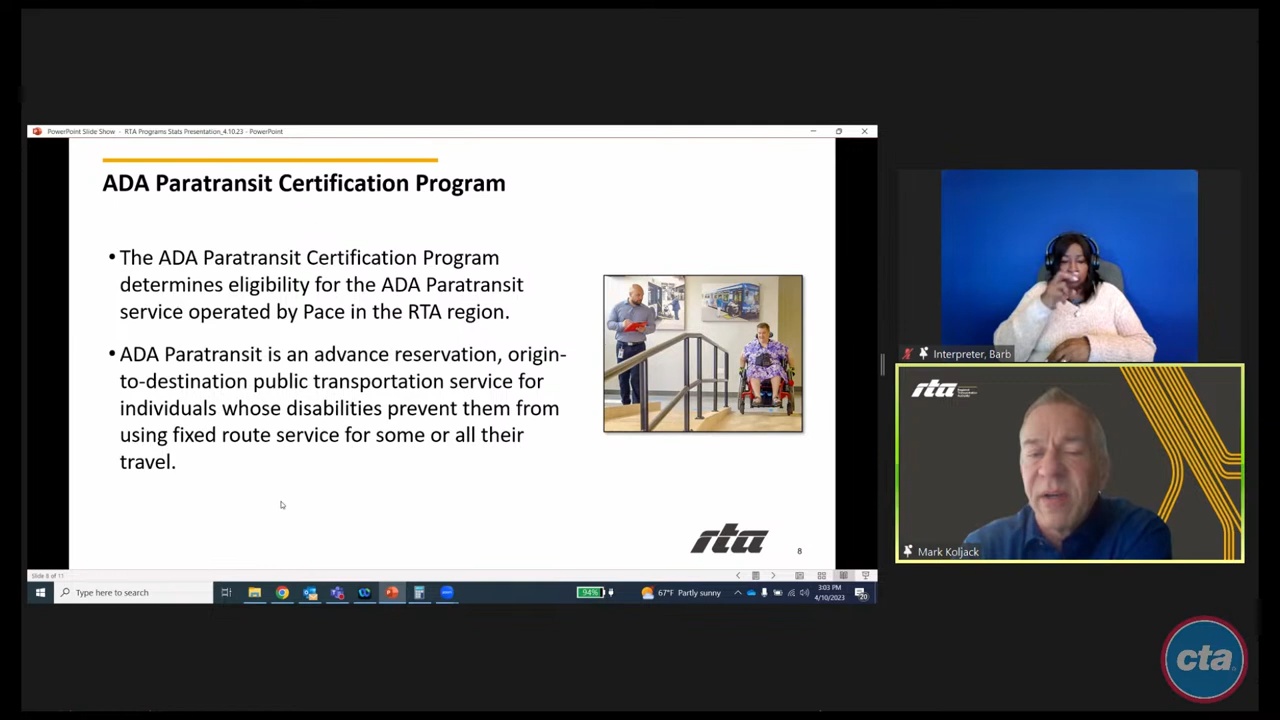 PowerPoint Slide Show - RTA Programs Stats Presentation_4.10.23 - PowerPoint
ADA Paratransit Certification Program
• The ADA Paratransit Certification Program
determines eligibility for the ADA Paratransit
service operated by Pace in the RTA region.
• ADA Paratransit is an advance reservation, origin-
to-destination public transportation service for
individuals whose disabilities prevent them from
using fixed route service for some or all their
travel.
rta
8
Slide 8 of 11
Type here to search
94%
67°F Partly sunny
3:03 PM
4/10/2023
20
Interpreter, Barb
rta
Mark Koljack
cta